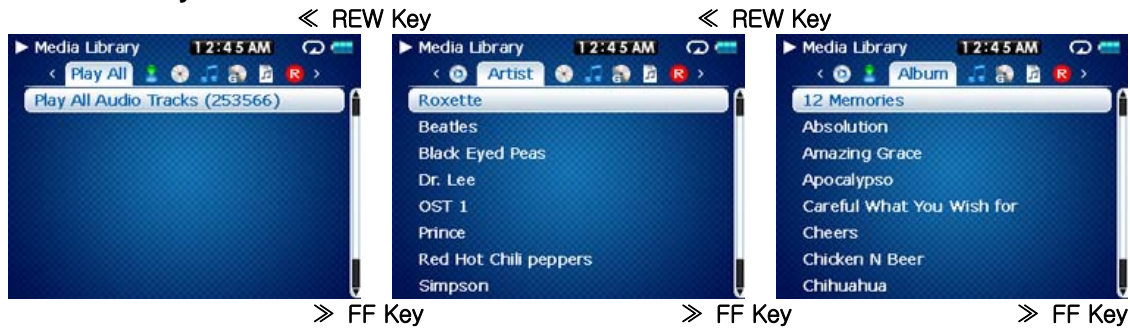 ≪ REW Key ≪ REW Key
Media Library 12:45 AM
Play All R
Play All Audio Tracks (253566)
Media Library 12:45 AM
Artist R
Roxette
Beatles
Black Eyed Peas
Dr. Lee
OST 1
Prince
Red Hot Chili peppers
Simpson
Media Library 12:45 AM
Album R
12 Memories
Absolution
Amazing Grace
Apocalypso
Careful What You Wish for
Cheers
Chicken N Beer
Chihuahua
≫ FF Key ≫ FF Key ≫ FF Key